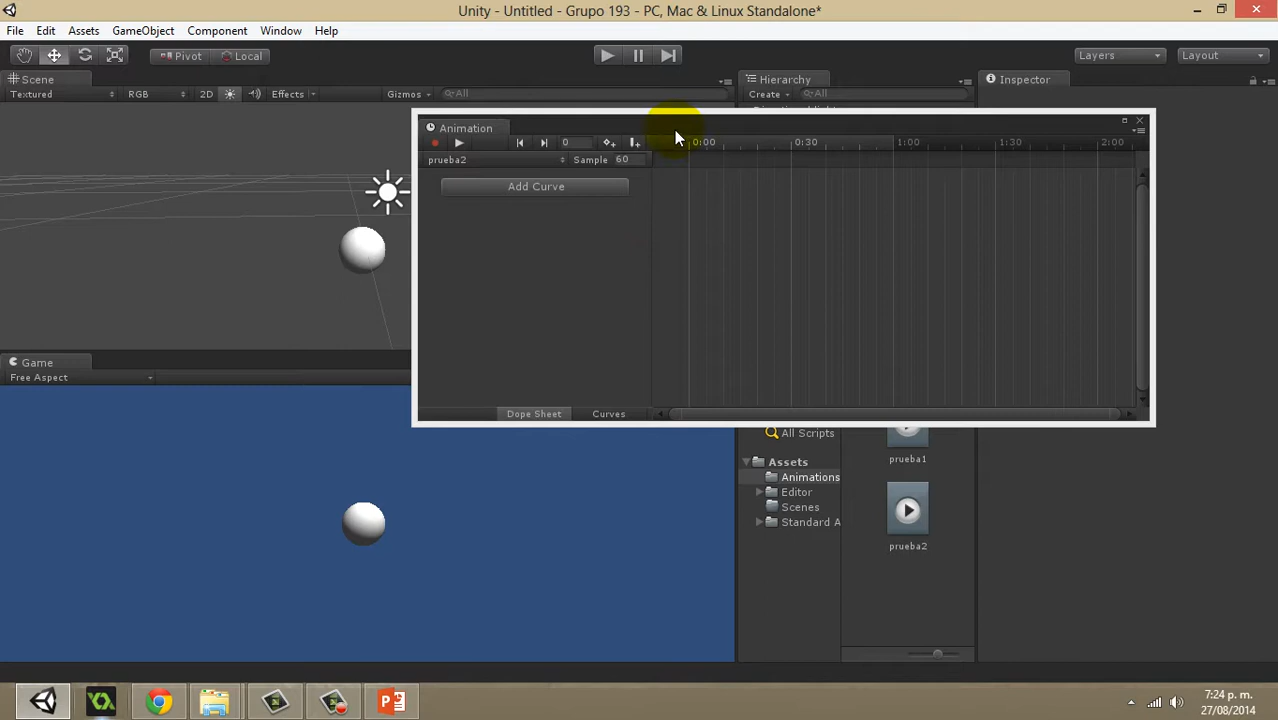 Unity - Untitled - Grupo 193 - PC, Mac & Linux Standalone*
File Edit Assets GameObject Component Window Help
Pivot Local Layers Layout
Scene Hierarchy Inspector
Textured RGB 2D Effects Gizmos All Create All
Animation
0 0:00 0:30 1:00 1:30 2:00
prueba2 Sample 60
Add Curve
Game
Free Aspect
Dope Sheet Curves
All Scripts
prueba1
Assets
Animations
Editor
Scenes
Standard A
prueba2
7:24 p. m.
27/08/2014